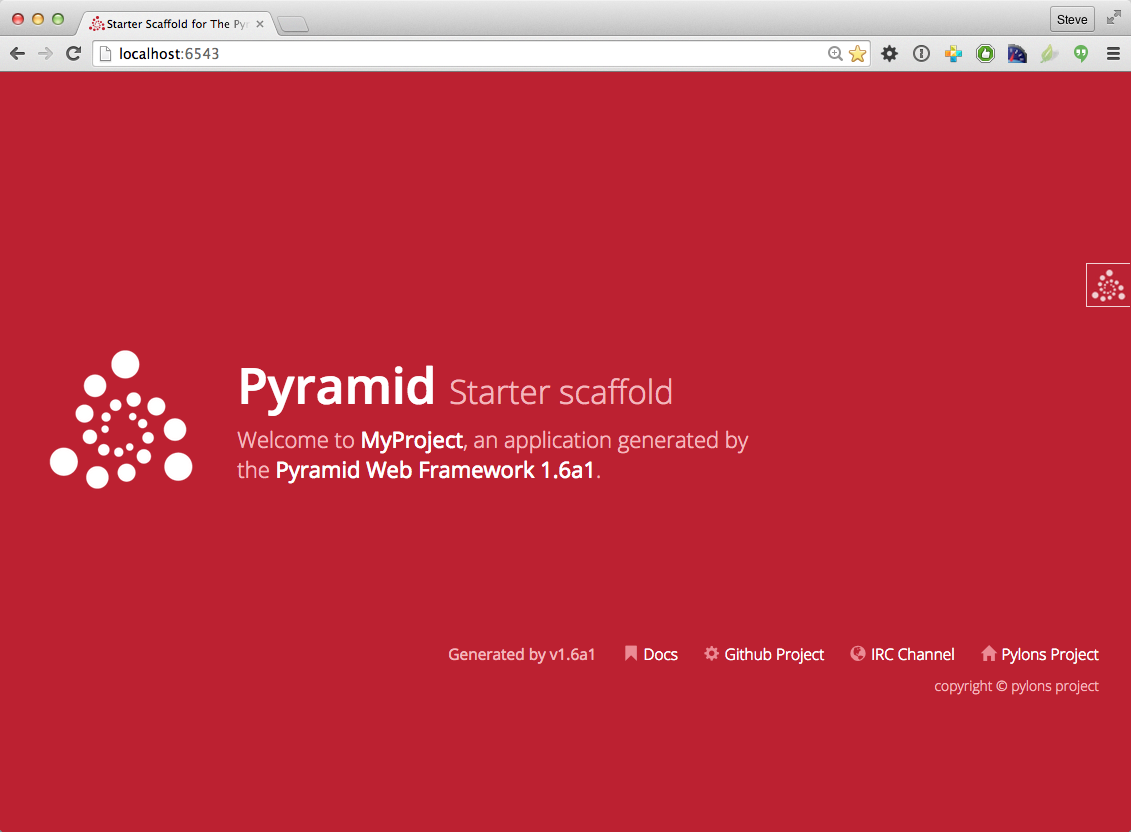 Starter Scaffold for The Py
Steve
localhost:6543
Pyramid Starter scaffold
Welcome to MyProject, an application generated by
the Pyramid Web Framework 1.6a1.
Generated by v1.6a1 Docs Github Project IRC Channel Pylons Project
copyright © pylons project